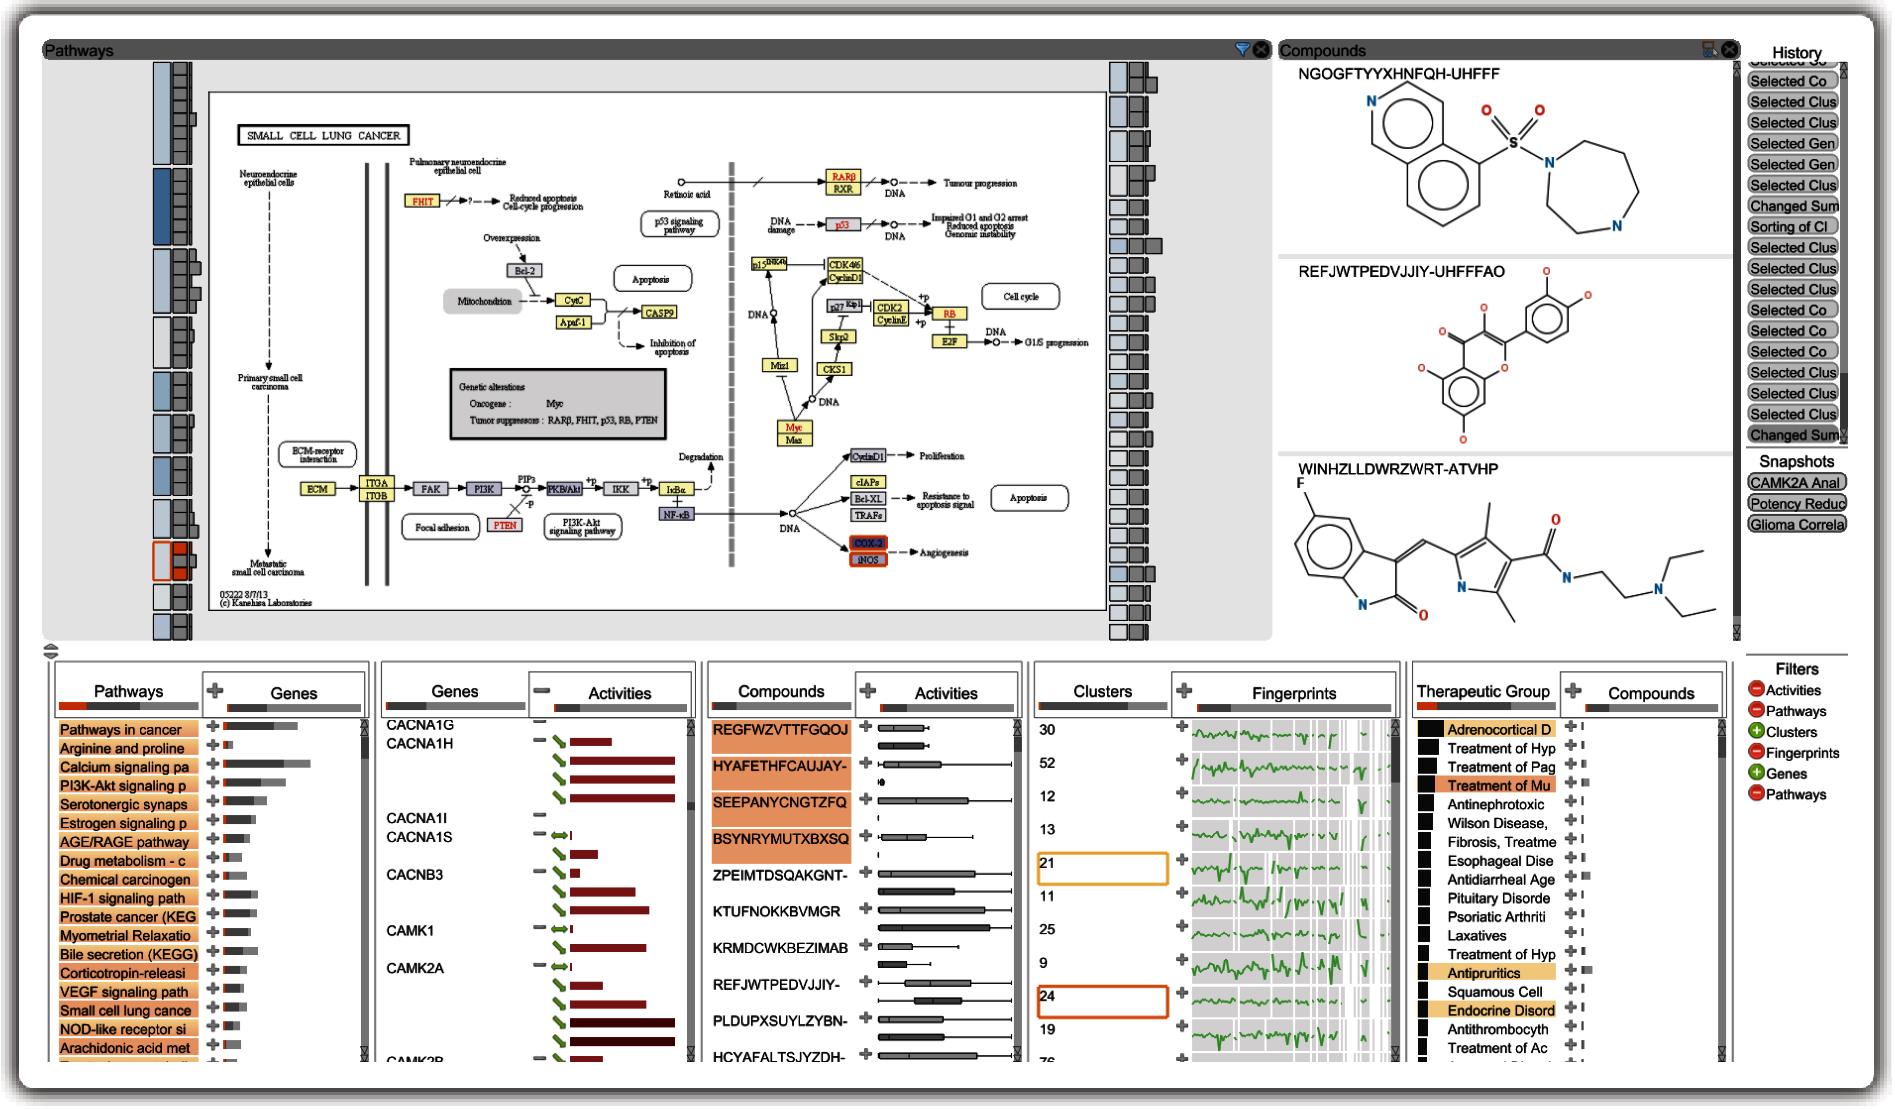 Pathways
SMALL CELL LUNG CANCER
Neuroendocrine
epithelial cells
Primary small cell
carcinoma
Metastatic
small cell carcinoma
05222 8/7/13
(c) Kanehisa Laboratories
Pulmonary neuroendocrine
epithelial cell
FHIT
?
Reduced apoptosis
Cell-cycle progression
Overexpression
Bcl-2
Mitochondrion
CytC
Apaf-1
CASP9
Apoptosis
Inhibition of
apoptosis
Retinoic acid
p53 signaling
pathway
RARβ
RXR
DNA
Tumour progression
DNA
damage
p53
DNA
Impaired G1 and G2 arrest
Reduced apoptosis
Genomic instability
p15INK4b
CDK4/6
CyclinD1
p27 Kip1
CDK2
CyclinE
+p
+p
RB
E2F
Cell cycle
DNA
G1/S progression
DNA
Skp2
Miz1
CKS1
DNA
Myc
Max
Genetic alterations
Oncogene : Myc
Tumor suppressors : RARβ, FHIT, p53, RB, PTEN
ECM-receptor
interaction
ECM
ITGA
ITGB
FAK
PI3K
PIP3
-p
PTEN
PKB/Akt
+p
IKK
+p
IκBα
NF-κB
Degradation
Focal adhesion
PI3K-Akt
signaling pathway
DNA
CyclinD1
Proliferation
cIAPs
Bcl-XL
TRAFs
Resistance to
apoptosis signal
Apoptosis
COX-2
iNOS
Angiogenesis
Compounds
NGOGFTYYXHNFQH-UHFFF
N
O
O
S
N
N
REFJWTPEDVJJIY-UHFFFAO
O
O
O
O
O
O
O
WINHZLLDWRZWRT-ATVHP
F
N
O
N
O
N
N
History
Selected Co
Selected Co
Selected Clus
Selected Clus
Selected Gen
Selected Gen
Selected Clus
Changed Sum
Sorting of Cl
Selected Clus
Selected Clus
Selected Clus
Selected Co
Selected Co
Selected Co
Selected Clus
Selected Clus
Selected Clus
Changed Sum
Snapshots
CAMK2A Anal
Potency Reduc
Glioma Correla
Filters
Activities
Pathways
Clusters
Fingerprints
Genes
Pathways
Pathways
Genes
Pathways in cancer
Arginine and proline
Calcium signaling pa
PI3K-Akt signaling p
Serotonergic synaps
Estrogen signaling p
AGE/RAGE pathway
Drug metabolism - c
Chemical carcinogen
HIF-1 signaling path
Prostate cancer (KEG
Myometrial Relaxatio
Bile secretion (KEGG)
Corticotropin-releasi
VEGF signaling path
Small cell lung cance
NOD-like receptor si
Arachidonic acid met
Genes
Activities
CACNA1G
CACNA1H
CACNA1I
CACNA1S
CACNB3
CAMK1
CAMK2A
CAMK2B
Compounds
Activities
REGFWZVTTFGQOJ
HYAFETHFCAUJAY-
SEEPANYCNGTZFQ
BSYNRYMUTXBXSQ
ZPEIMTDSQAKGNT-
KTUFNOKKBVMGR
KRMDCWKBEZIMAB
REFJWTPEDVJJIY-
PLDUPXSUYLZYBN-
HCYAFALTSJYZDH-
Clusters
Fingerprints
30
52
12
13
21
11
25
9
24
19
76
Therapeutic Group
Compounds
Adrenocortical D
Treatment of Hyp
Treatment of Pag
Treatment of Mu
Antinephrotoxic
Wilson Disease,
Fibrosis, Treatme
Esophageal Dise
Antidiarrheal Age
Pituitary Disorde
Psoriatic Arthriti
Laxatives
Treatment of Hyp
Antipruritics
Squamous Cell
Endocrine Disord
Antithrombocyth
Treatment of Ac